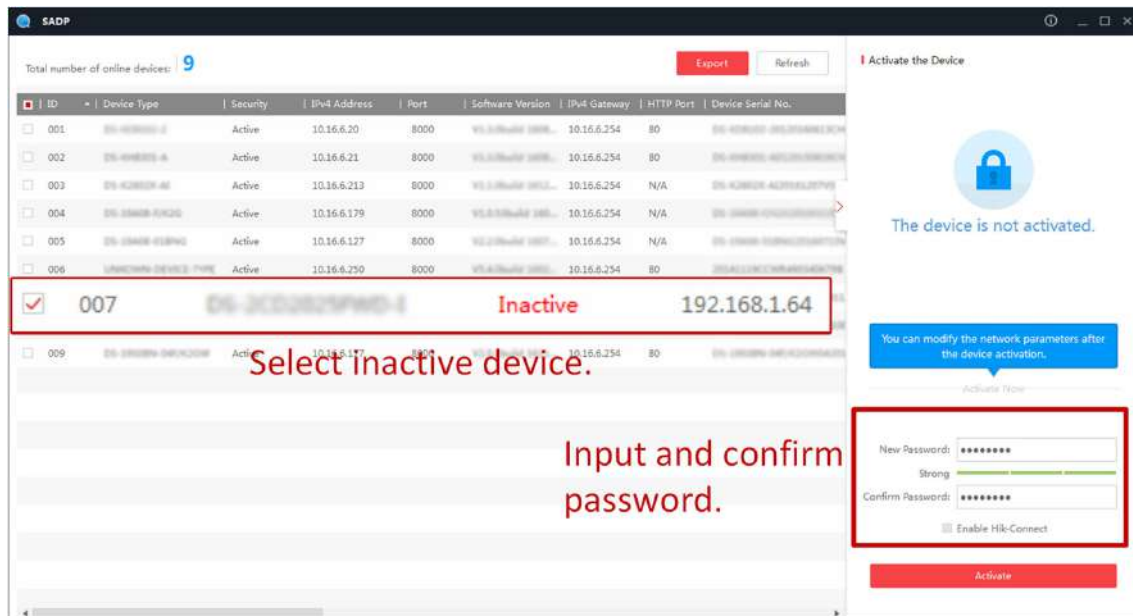 SADP
Total number of online devices: 9
Export
Refresh
ID | Device Type | Security | IPv4 Address | Port | Software Version | IPv4 Gateway | HTTP Port | Device Serial No.
001 Active 10.16.6.20 8000 10.16.6.254 80
002 Active 10.16.6.21 8000 10.16.6.254 80
003 Active 10.16.6.213 8000 10.16.6.254 N/A
004 Active 10.16.6.179 8000 10.16.6.254 N/A
005 Active 10.16.6.127 8000 10.16.6.254 N/A
006 Active 10.16.6.250 8000 10.16.6.254 80
007 Inactive 192.168.1.64
009 10.16.6.254 80
Select inactive device.
Input and confirm
password.
Activate the Device
The device is not activated.
You can modify the network parameters after
the device activation.
Activate Now
New Password: ●●●●●●●●
Strong
Confirm Password: ●●●●●●●●
Enable Hik-Connect
Activate